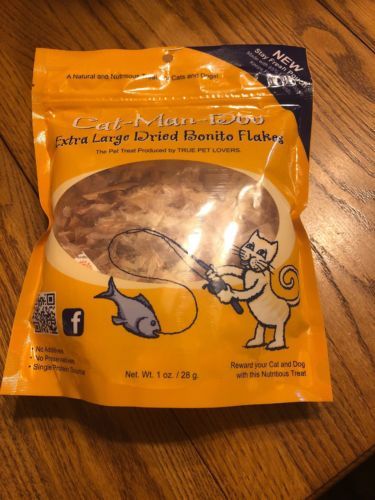 NEW
Stay Fresh
A Natural and Nutritious Treat for Cats and Dogs!
Cat-Man-Doo
Extra Large Dried Bonito Flakes
The Pet Treat Produced by TRUE PET LOVERS.
f
• No Additives
• No Preservatives
• Single Protein Source
Net. Wt. 1 oz. / 28 g.
Reward your Cat and Dog
with this Nutritious Treat